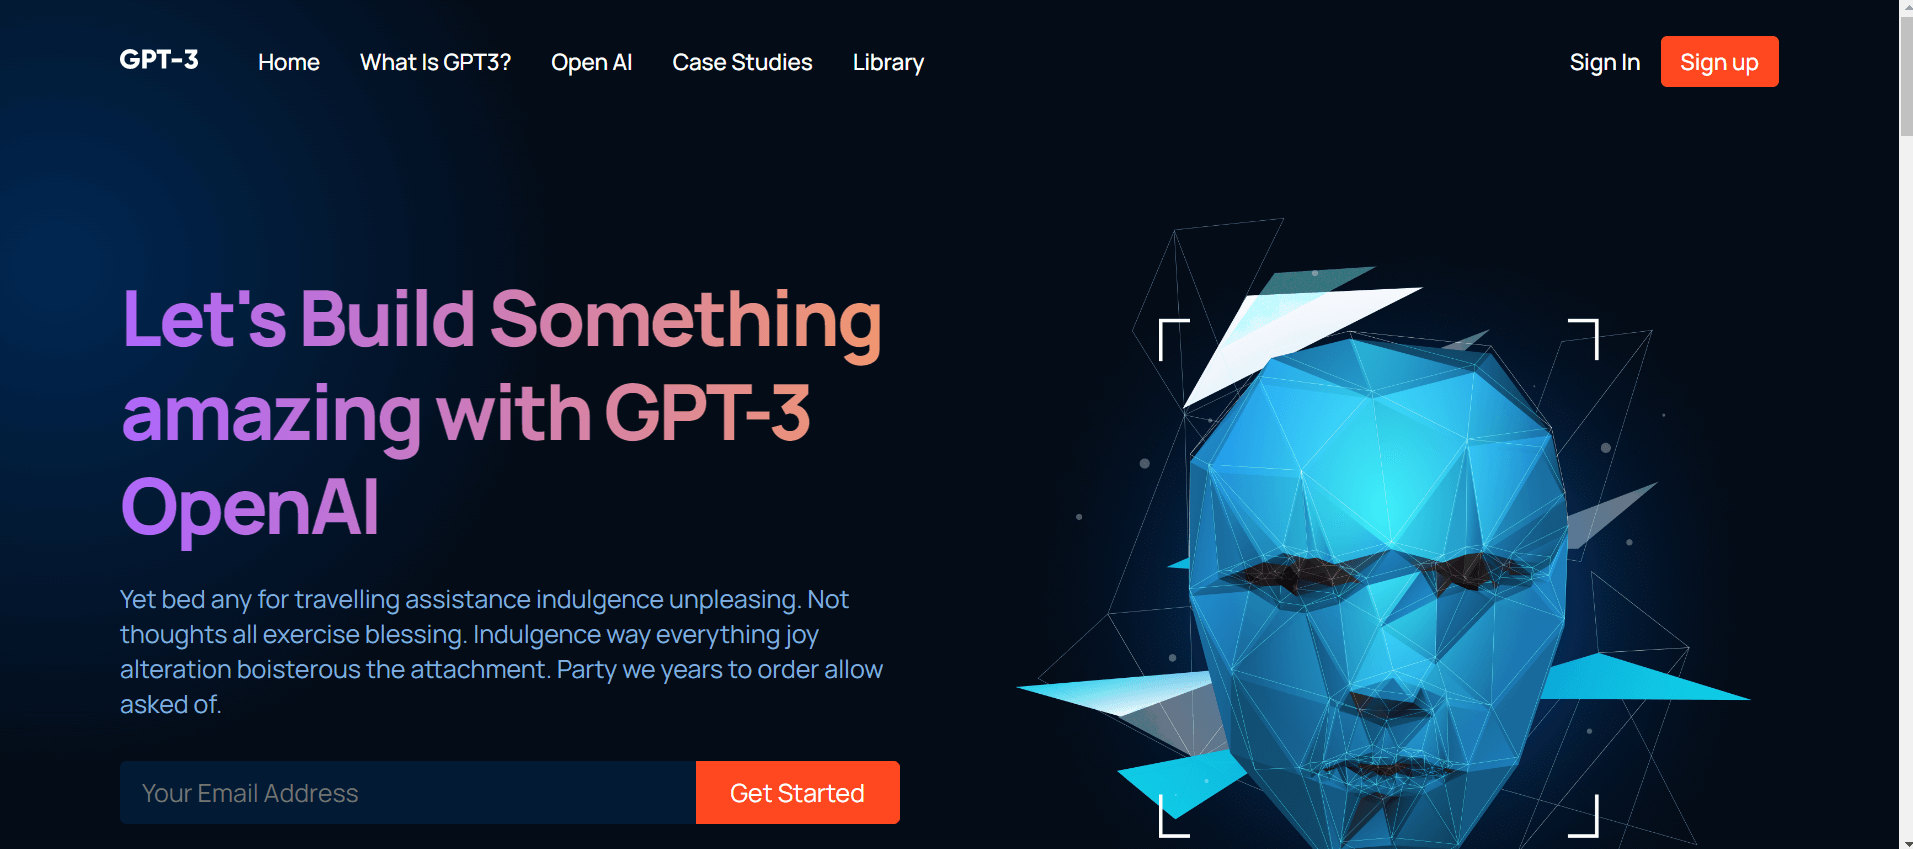 GPT-3 Home What Is GPT3? Open AI Case Studies Library Sign In Sign up
Let's Build Something
amazing with GPT-3
OpenAI
Yet bed any for travelling assistance indulgence unpleasing. Not
thoughts all exercise blessing. Indulgence way everything joy
alteration boisterous the attachment. Party we years to order allow
asked of.
Your Email Address Get Started